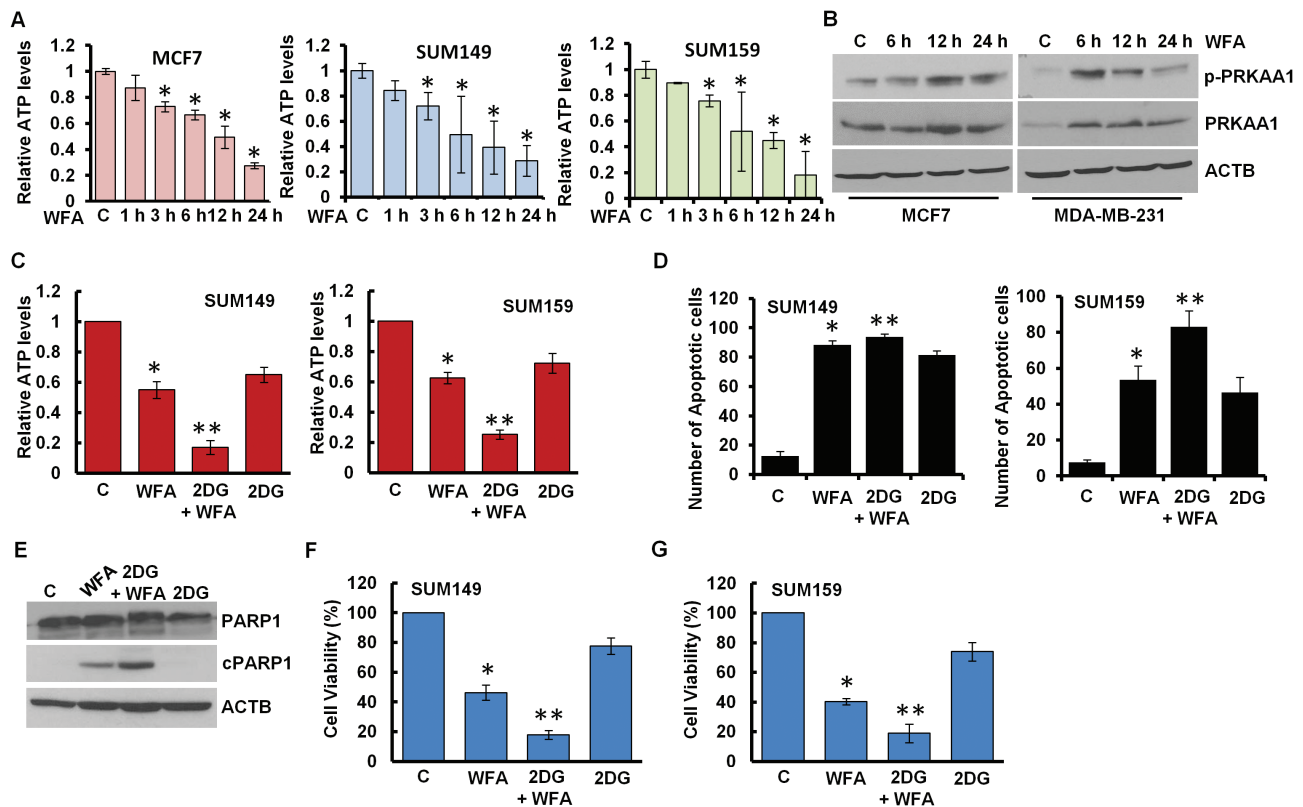 A
Relative ATP levels
1.2
1
0.8
0.6
0.4
0.2
0
MCF7
*
*
*
*
WFA C 1 h 3 h 6 h 12 h 24 h
Relative ATP levels
1.2
1
0.8
0.6
0.4
0.2
0
SUM149
*
*
*
*
WFA C 1 h 3 h 6 h 12 h 24 h
Relative ATP levels
1.2
1
0.8
0.6
0.4
0.2
0
SUM159
*
*
*
*
WFA C 1 h 3 h 6 h 12 h 24 h
B
C 6 h 12 h 24 h C 6 h 12 h 24 h WFA
p-PRKAA1
PRKAA1
ACTB
MCF7 MDA-MB-231
C
Relative ATP levels
1.2
1
0.8
0.6
0.4
0.2
0
SUM149
*
**
C WFA 2DG 2DG
+ WFA
Relative ATP levels
1.2
1
0.8
0.6
0.4
0.2
0
SUM159
*
**
C WFA 2DG 2DG
+ WFA
D
Number of Apoptotic cells
120
100
80
60
40
20
0
SUM149
*
**
C WFA 2DG 2DG
+ WFA
Number of Apoptotic cells
100
80
60
40
20
0
SUM159
*
**
C WFA 2DG 2DG
+ WFA
E
C WFA 2DG 2DG
+ WFA
PARP1
cPARP1
ACTB
F
Cell Viability (%)
120
100
80
60
40
20
0
SUM149
*
**
C WFA 2DG 2DG
+ WFA
G
Cell Viability (%)
120
100
80
60
40
20
0
SUM159
*
**
C WFA 2DG 2DG
+ WFA